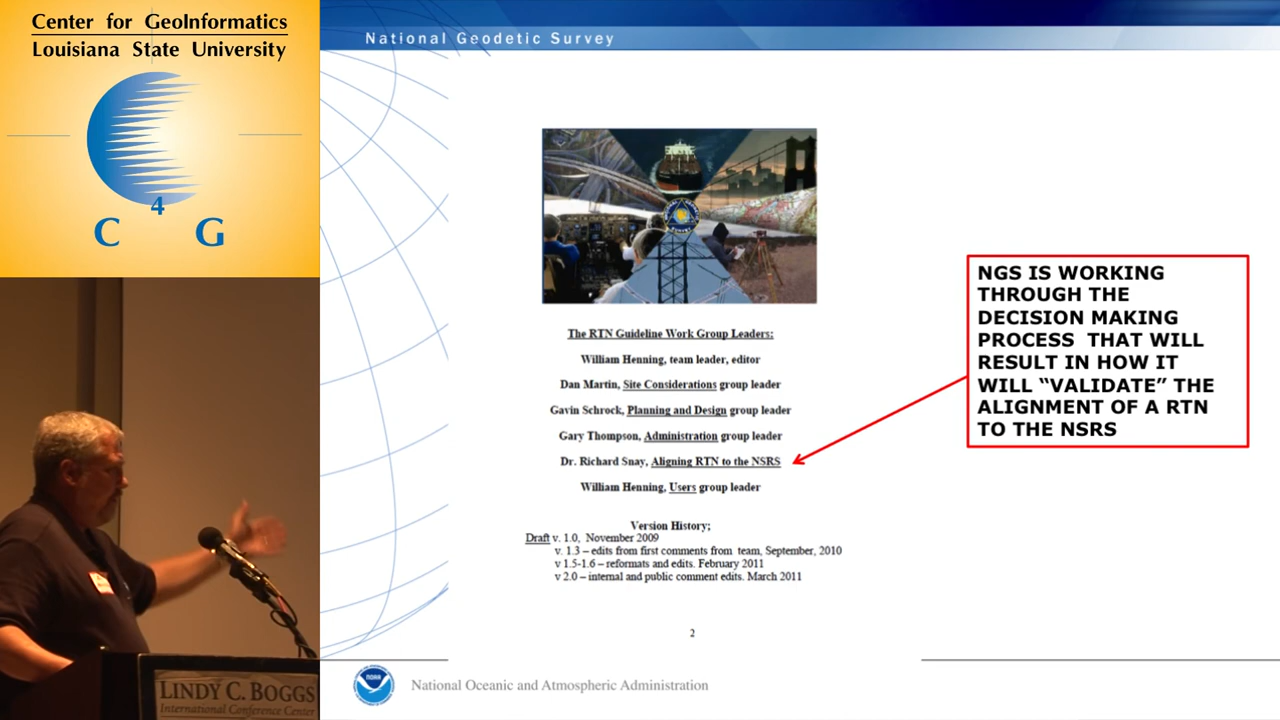 Center for GeoInformatics
Louisiana State University
C 4 G
LINDY C. BOGGS
International Conference Center
National Geodetic Survey
The RTN Guideline Work Group Leaders:
William Henning, team leader, editor
Dan Martin, Site Considerations group leader
Gavin Schrock, Planning and Design group leader
Gary Thompson, Administration group leader
Dr. Richard Snay, Aligning RTN to the NSRS
William Henning, Users group leader
Version History;
Draft v. 1.0, November 2009
v. 1.3 – edits from first comments from team, September, 2010
v 1.5-1.6 – reformats and edits. February 2011
v 2.0 – internal and public comment edits. March 2011
2
NGS IS WORKING
THROUGH THE
DECISION MAKING
PROCESS THAT WILL
RESULT IN HOW IT
WILL “VALIDATE” THE
ALIGNMENT OF A RTN
TO THE NSRS
NOAA
National Oceanic and Atmospheric Administration